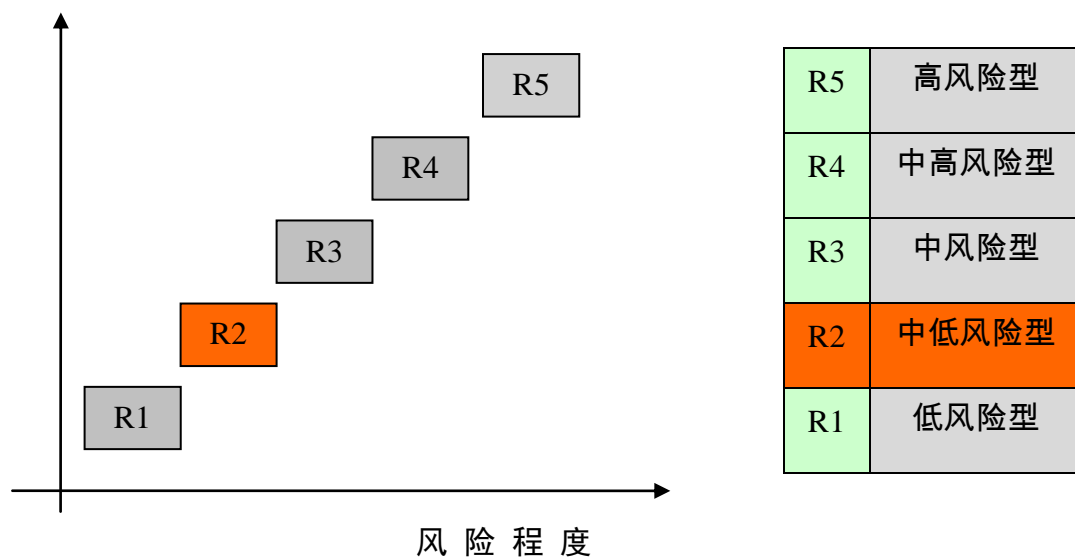 R5
R4
R3
R2
R1
风险程度
R5 高风险型
R4 中高风险型
R3 中风险型
R2 中低风险型
R1 低风险型